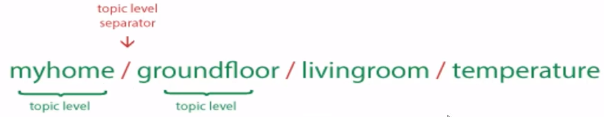 topic level
separator
myhome / groundfloor / livingroom / temperature
topic level topic level